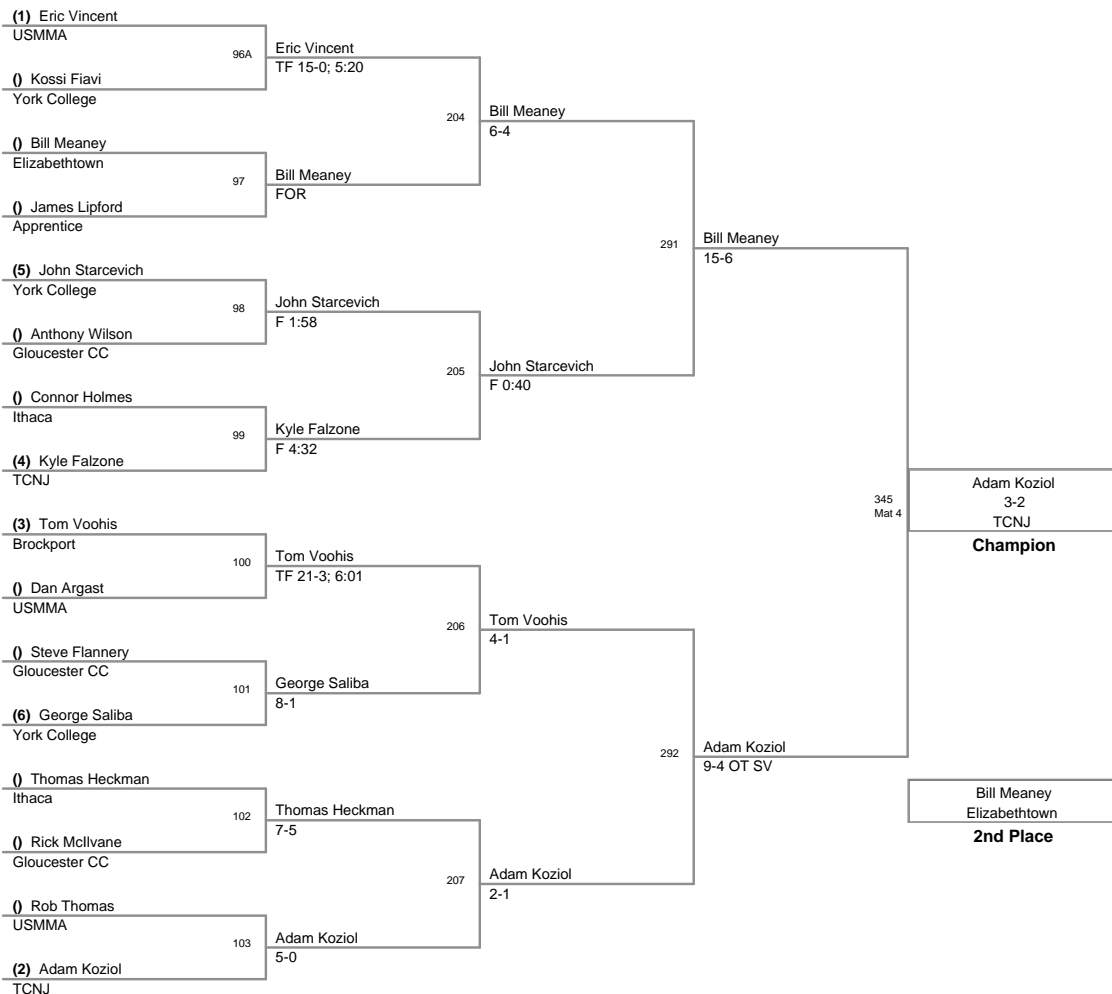 (1) Eric Vincent
USMMA
96A
() Kossi Fiavi
York College
() Bill Meaney
Elizabethtown
97
() James Lipford
Apprentice
(5) John Starcevich
York College
98
() Anthony Wilson
Gloucester CC
() Connor Holmes
Ithaca
99
(4) Kyle Falzone
TCNJ
(3) Tom Voohis
Brockport
100
() Dan Argast
USMMA
() Steve Flannery
Gloucester CC
101
(6) George Saliba
York College
() Thomas Heckman
Ithaca
102
() Rick McIlvane
Gloucester CC
() Rob Thomas
USMMA
103
(2) Adam Koziol
TCNJ
Eric Vincent
TF 15-0; 5:20
204
Bill Meaney
FOR
John Starcevich
F 1:58
205
Kyle Falzone
F 4:32
Tom Voohis
TF 21-3; 6:01
206
George Saliba
8-1
Thomas Heckman
7-5
207
Adam Koziol
5-0
Bill Meaney
6-4
291
John Starcevich
F 0:40
Tom Voohis
4-1
292
Adam Koziol
2-1
Bill Meaney
15-6
345
Mat 4
Adam Koziol
9-4 OT SV
Adam Koziol
3-2
TCNJ
Champion
Bill Meaney
Elizabethtown
2nd Place